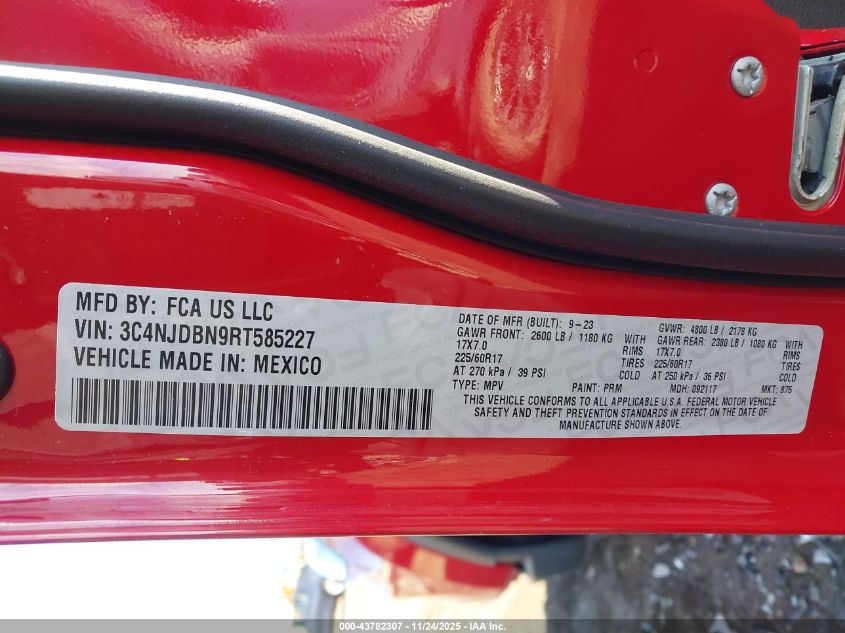 MFD BY: FCA US LLC
VIN: 3C4NJDBN9RT585227
VEHICLE MADE IN: MEXICO
DATE OF MFR (BUILT): 9-23 GVWR: 4800 LB / 2178 KG
GAWR FRONT: 2600 LB / 1180 KG WITH GAWR REAR: 2380 LB / 1080 KG WITH
17X7.0 RIMS 17X7.0 RIMS
225/60R17 TIRES 225/60R17 TIRES
AT 270 kPa / 39 PSI COLD AT 250 kPa / 36 PSI COLD
TYPE: MPV PAINT: PRM MDH: 092117 MKT: 875
THIS VEHICLE CONFORMS TO ALL APPLICABLE U.S.A. FEDERAL MOTOR VEHICLE
SAFETY AND THEFT PREVENTION STANDARDS IN EFFECT ON THE DATE OF
MANUFACTURE SHOWN ABOVE.
000-43782307 - 11/24/2025 - IAA Inc.